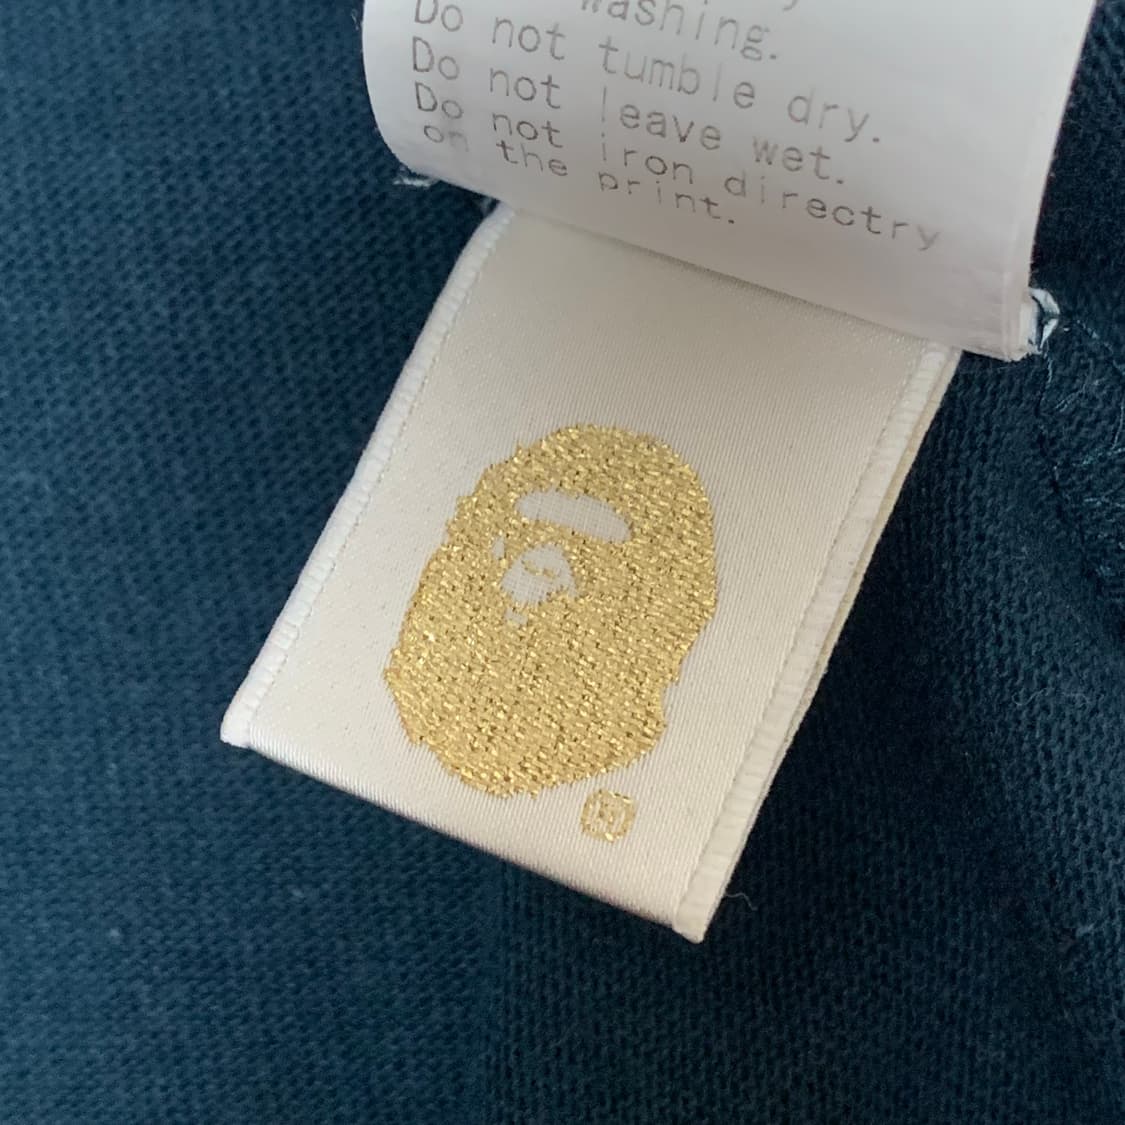 washing.
Do not tumble dry.
Do not leave wet.
Do not iron directry
on the print.
®